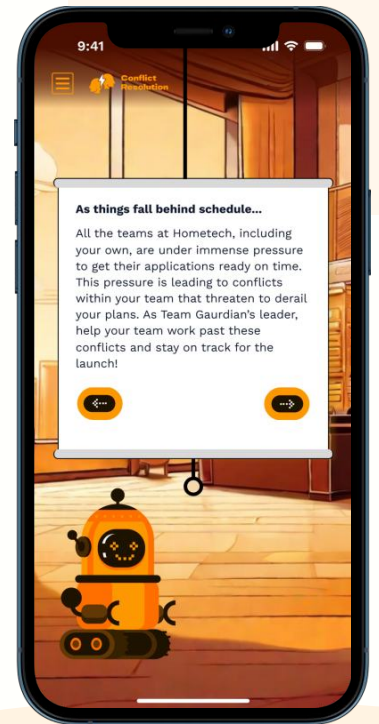 9:41
Conflict
Resolution
As things fall behind schedule...
All the teams at Hometech, including
your own, are under immense pressure
to get their applications ready on time.
This pressure is leading to conflicts
within your team that threaten to derail
your plans. As Team Gaurdian's leader,
help your team work past these
conflicts and stay on track for the
launch!